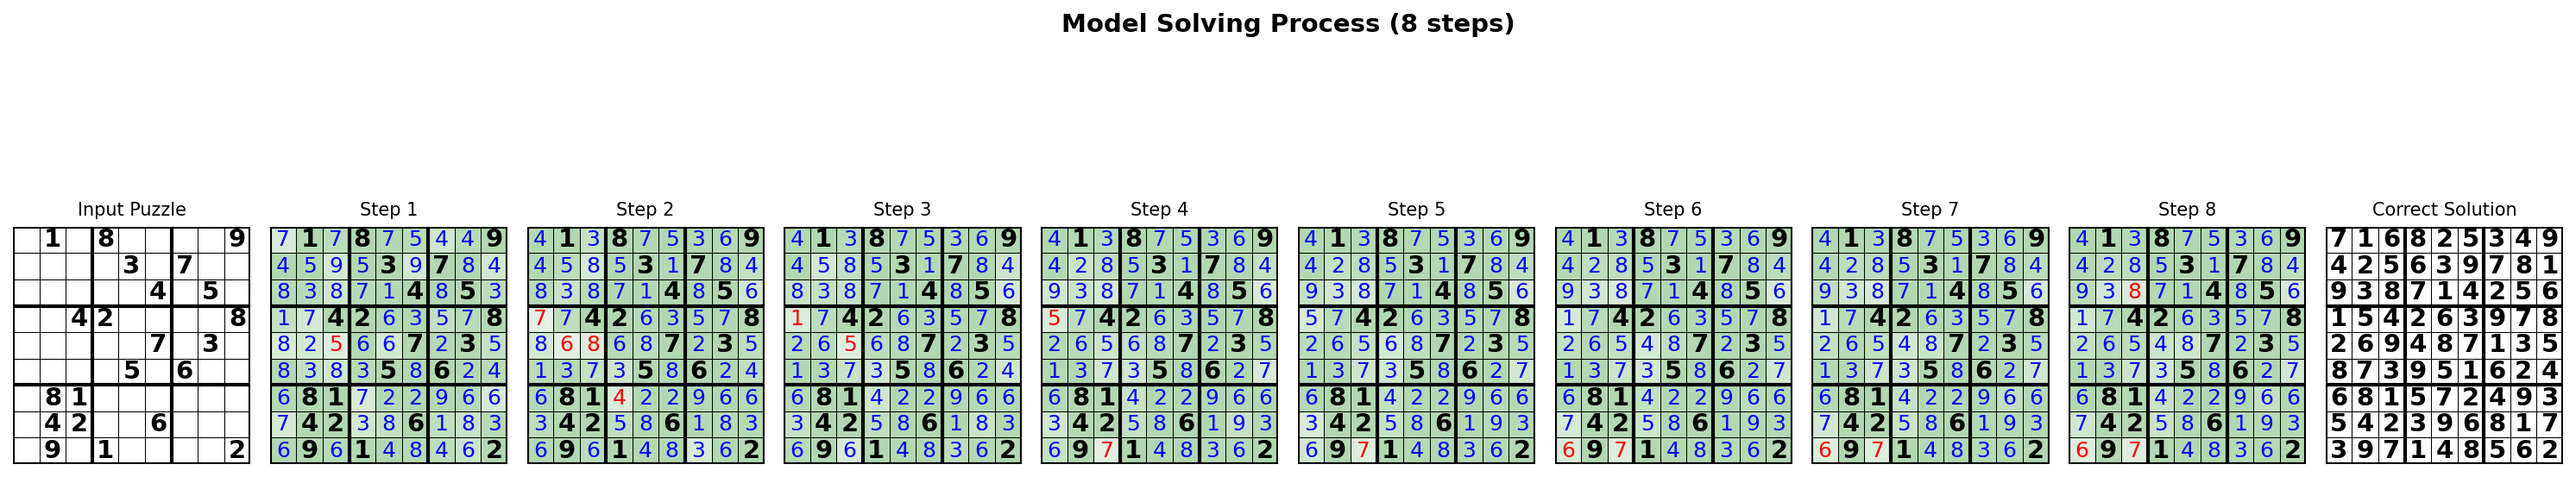 Model Solving Process (8 steps)
Input Puzzle
1 8 9
3 7
4 5
4 2 8
7 3
5 6
8 1
4 2 6
9 1 2
Step 1
7 1 7 8 7 5 4 4 9
4 5 9 5 3 9 7 8 4
8 3 8 7 1 4 8 5 3
1 7 4 2 6 3 5 7 8
8 2 5 6 6 7 2 3 5
8 3 8 3 5 8 6 2 4
6 8 1 7 2 2 9 6 6
7 4 2 3 8 6 1 8 3
6 9 6 1 4 8 4 6 2
Step 2
4 1 3 8 7 5 3 6 9
4 5 8 5 3 1 7 8 4
8 3 8 7 1 4 8 5 6
7 7 4 2 6 3 5 7 8
8 6 8 6 8 7 2 3 5
1 3 7 3 5 8 6 2 4
6 8 1 4 2 2 9 6 6
3 4 2 5 8 6 1 8 3
6 9 6 1 4 8 3 6 2
Step 3
4 1 3 8 7 5 3 6 9
4 5 8 5 3 1 7 8 4
8 3 8 7 1 4 8 5 6
1 7 4 2 6 3 5 7 8
2 6 5 6 8 7 2 3 5
1 3 7 3 5 8 6 2 4
6 8 1 4 2 2 9 6 6
3 4 2 5 8 6 1 8 3
6 9 6 1 4 8 3 6 2
Step 4
4 1 3 8 7 5 3 6 9
4 2 8 5 3 1 7 8 4
9 3 8 7 1 4 8 5 6
5 7 4 2 6 3 5 7 8
2 6 5 6 8 7 2 3 5
1 3 7 3 5 8 6 2 7
6 8 1 4 2 2 9 6 6
3 4 2 5 8 6 1 9 3
6 9 7 1 4 8 3 6 2
Step 5
4 1 3 8 7 5 3 6 9
4 2 8 5 3 1 7 8 4
9 3 8 7 1 4 8 5 6
5 7 4 2 6 3 5 7 8
2 6 5 6 8 7 2 3 5
1 3 7 3 5 8 6 2 7
6 8 1 4 2 2 9 6 6
3 4 2 5 8 6 1 9 3
6 9 7 1 4 8 3 6 2
Step 6
4 1 3 8 7 5 3 6 9
4 2 8 5 3 1 7 8 4
9 3 8 7 1 4 8 5 6
1 7 4 2 6 3 5 7 8
2 6 5 4 8 7 2 3 5
1 3 7 3 5 8 6 2 7
6 8 1 4 2 2 9 6 6
7 4 2 5 8 6 1 9 3
6 9 7 1 4 8 3 6 2
Step 7
4 1 3 8 7 5 3 6 9
4 2 8 5 3 1 7 8 4
9 3 8 7 1 4 8 5 6
1 7 4 2 6 3 5 7 8
2 6 5 4 8 7 2 3 5
1 3 7 3 5 8 6 2 7
6 8 1 4 2 2 9 6 6
7 4 2 5 8 6 1 9 3
6 9 7 1 4 8 3 6 2
Step 8
4 1 3 8 7 5 3 6 9
4 2 8 5 3 1 7 8 4
9 3 8 7 1 4 8 5 6
1 7 4 2 6 3 5 7 8
2 6 5 4 8 7 2 3 5
1 3 7 3 5 8 6 2 7
6 8 1 4 2 2 9 6 6
7 4 2 5 8 6 1 9 3
6 9 7 1 4 8 3 6 2
Correct Solution
7 1 6 8 2 5 3 4 9
4 2 5 6 3 9 7 8 1
9 3 8 7 1 4 2 5 6
1 5 4 2 6 3 9 7 8
2 6 9 4 8 7 1 3 5
8 7 3 9 5 1 6 2 4
6 8 1 5 7 2 4 9 3
5 4 2 3 9 6 8 1 7
3 9 7 1 4 8 5 6 2